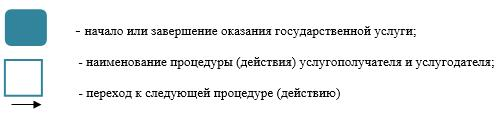 - начало или завершение оказания государственной услуги;
- наименование процедуры (действия) услугополучателя и услугодателя;
- переход к следующей процедуре (действию)